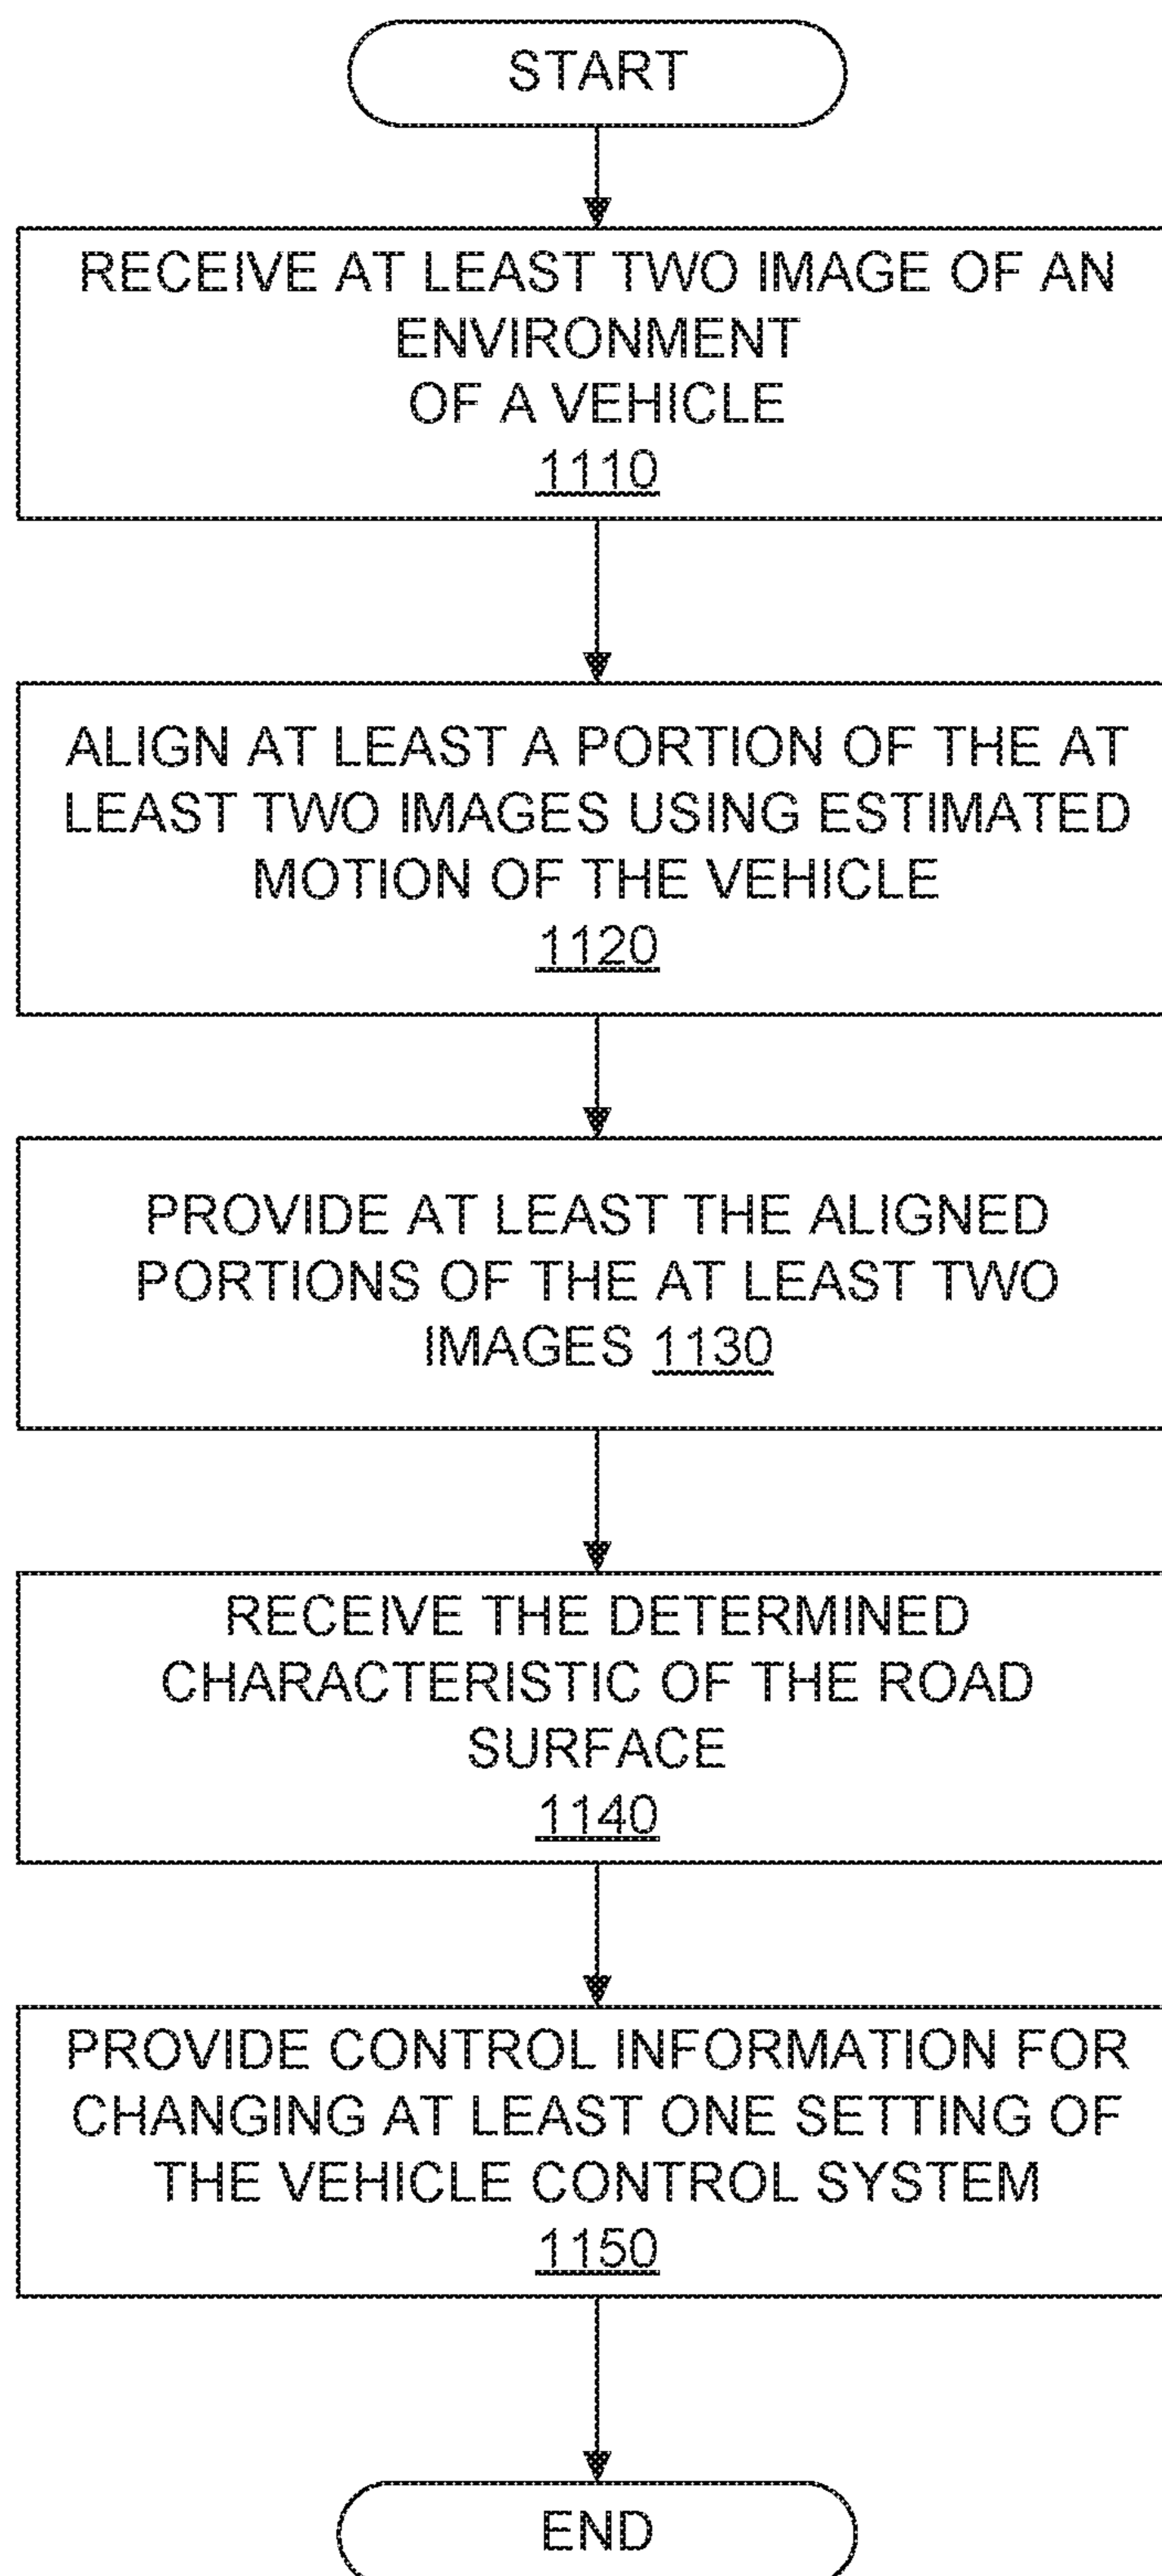 START
RECEIVE AT LEAST TWO IMAGE OF AN
ENVIRONMENT
OF A VEHICLE
1110
ALIGN AT LEAST A PORTION OF THE AT
LEAST TWO IMAGES USING ESTIMATED
MOTION OF THE VEHICLE
1120
PROVIDE AT LEAST THE ALIGNED
PORTIONS OF THE AT LEAST TWO
IMAGES 1130
RECEIVE THE DETERMINED
CHARACTERISTIC OF THE ROAD
SURFACE
1140
PROVIDE CONTROL INFORMATION FOR
CHANGING AT LEAST ONE SETTING OF
THE VEHICLE CONTROL SYSTEM
1150
END